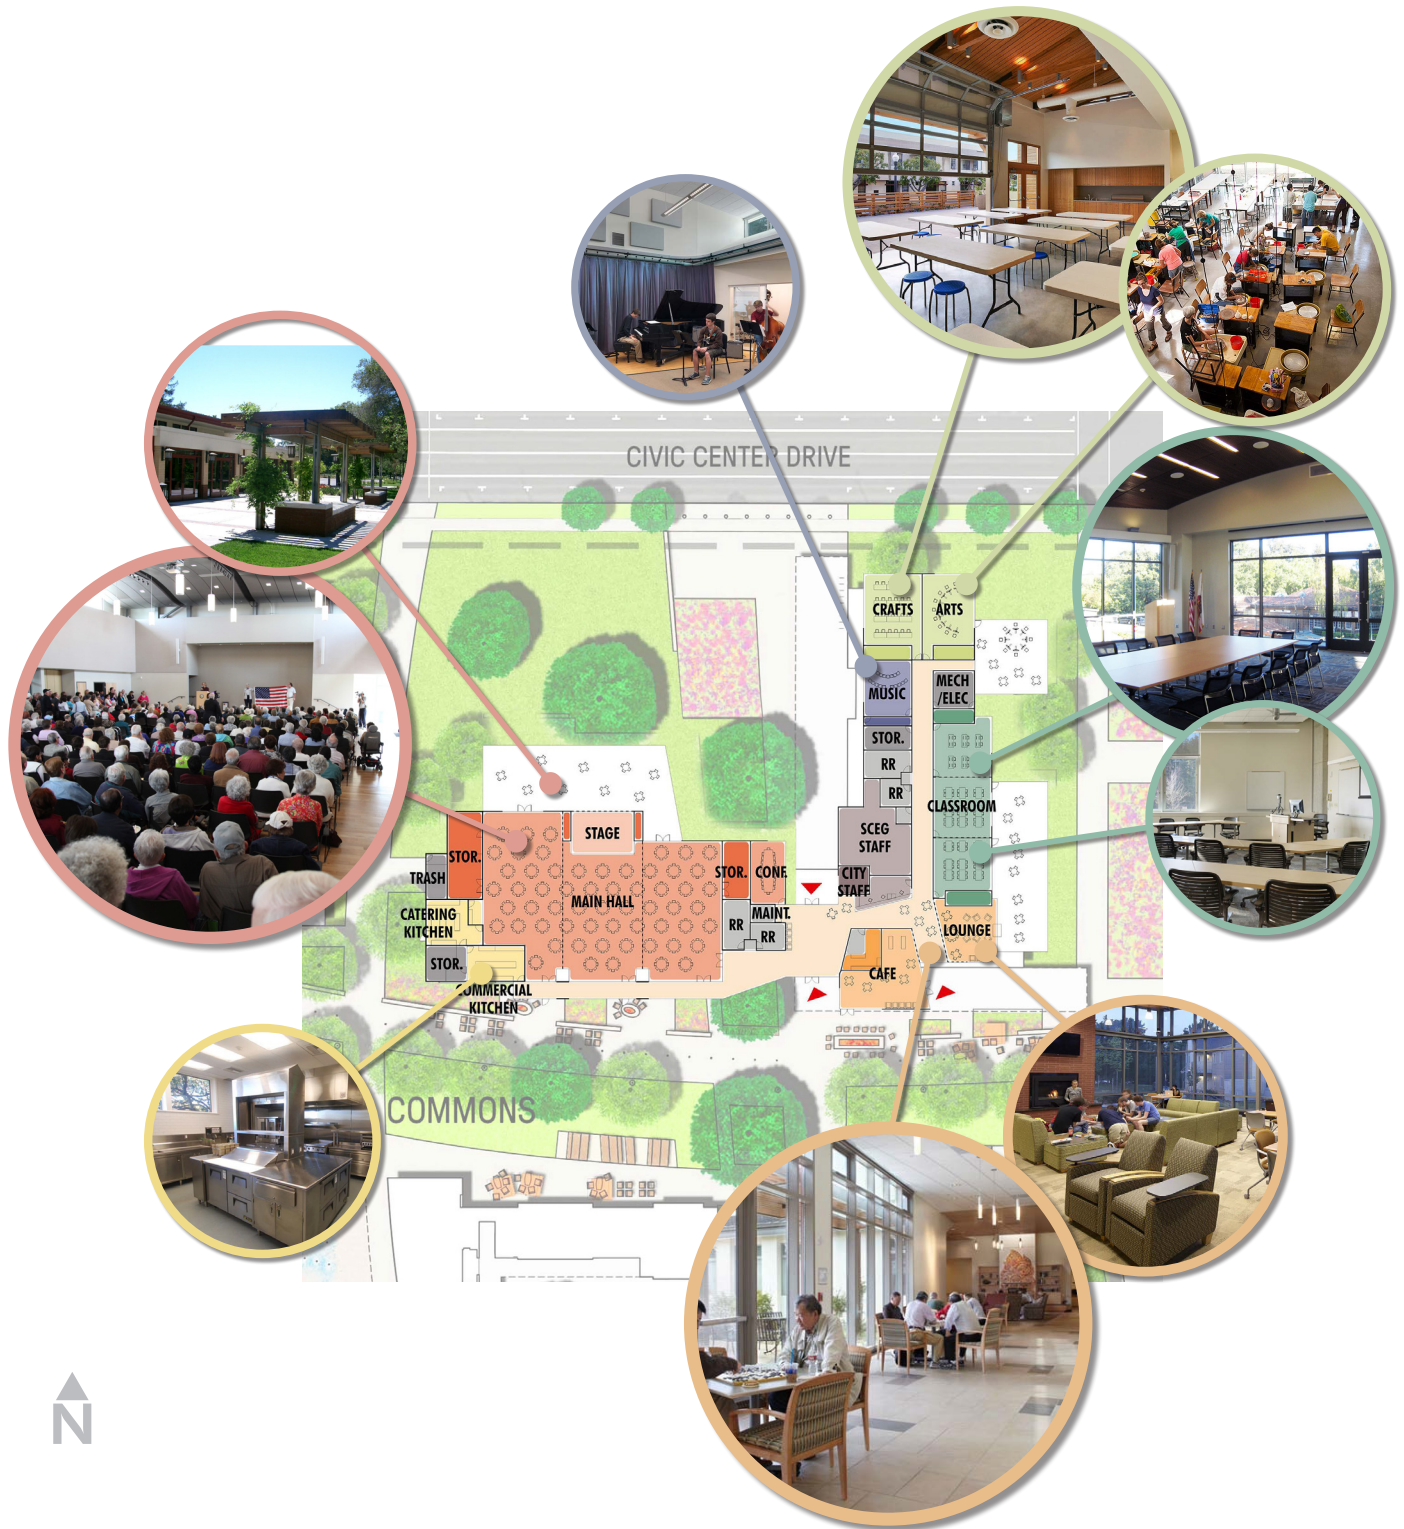 CIVIC CENTER DRIVE
CRAFTS
ARTS
MUSIC
MECH
/ELEC
STOR.
RR
RR
CLASSROOM
SCEG
STAFF
CITY
STAFF
STAGE
STOR.
TRASH
MAIN HALL
STOR.
CONF.
CATERING
KITCHEN
MAINT.
RR
RR
STOR.
LOUNGE
CAFE
COMMERCIAL
KITCHEN
COMMONS
N